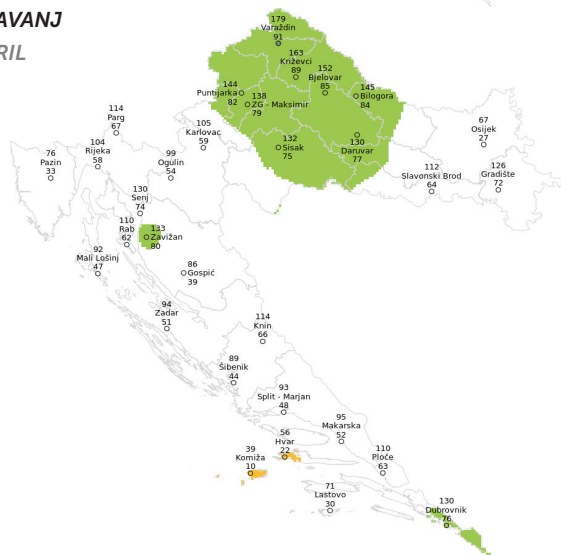 AVANJ
RIL
179
Varaždin
91
163
Križevci
89
152
Bjelovar
85
145
Bilogora
84
144
Puntijarka
82
138
ZG - Maksimir
79
132
Sisak
75
130
Daruvar
77
114
Parg
67
105
Karlovac
59
104
Rijeka
58
76
Pazin
33
99
Ogulin
54
67
Osijek
27
112
Slavonski Brod
64
126
Gradište
72
130
Senj
74
110
Rab
62
133
Zavižan
80
92
Mali Lošinj
47
86
Gospić
39
94
Zadar
51
114
Knin
66
89
Šibenik
44
93
Split - Marjan
48
95
Makarska
52
56
Hvar
22
39
Komiža
10
110
Ploče
63
71
Lastovo
30
130
Dubrovnik
76